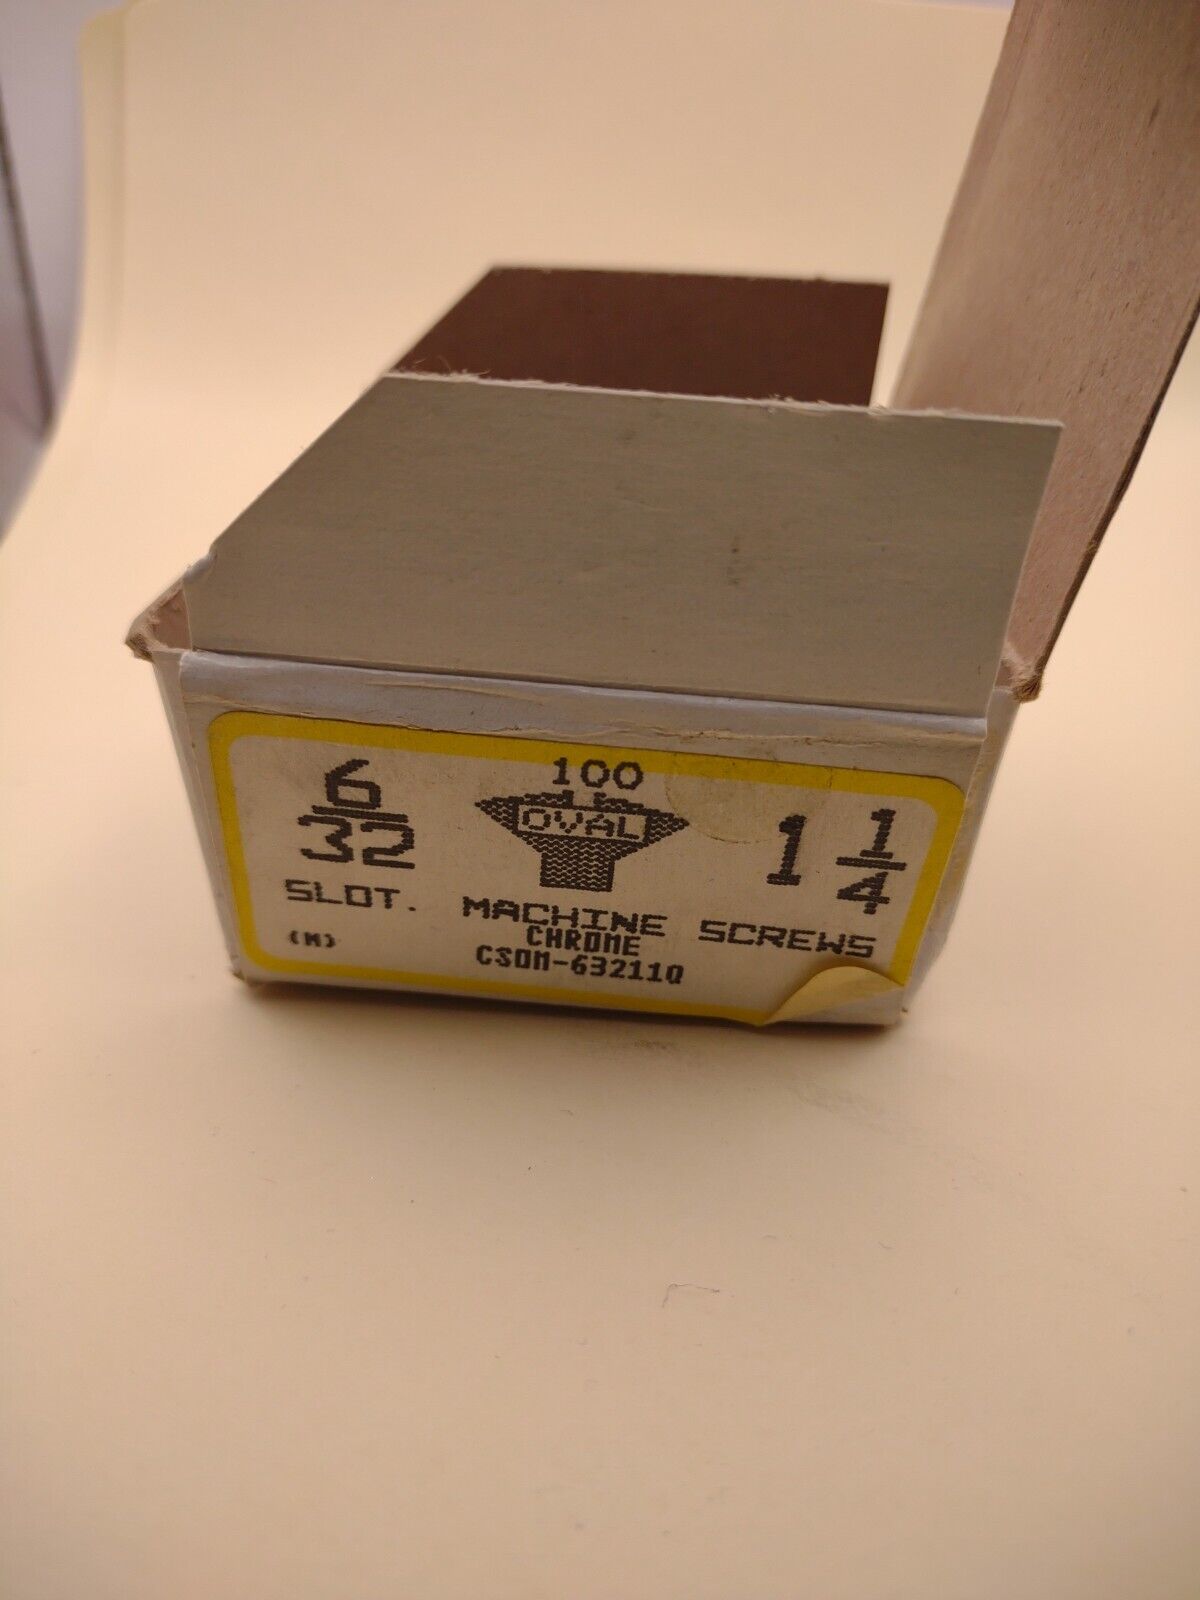 100
6/32
OVAL
1 1/4
SLOT. MACHINE SCREWS
(M)
CHROME
CSOM-63211Q